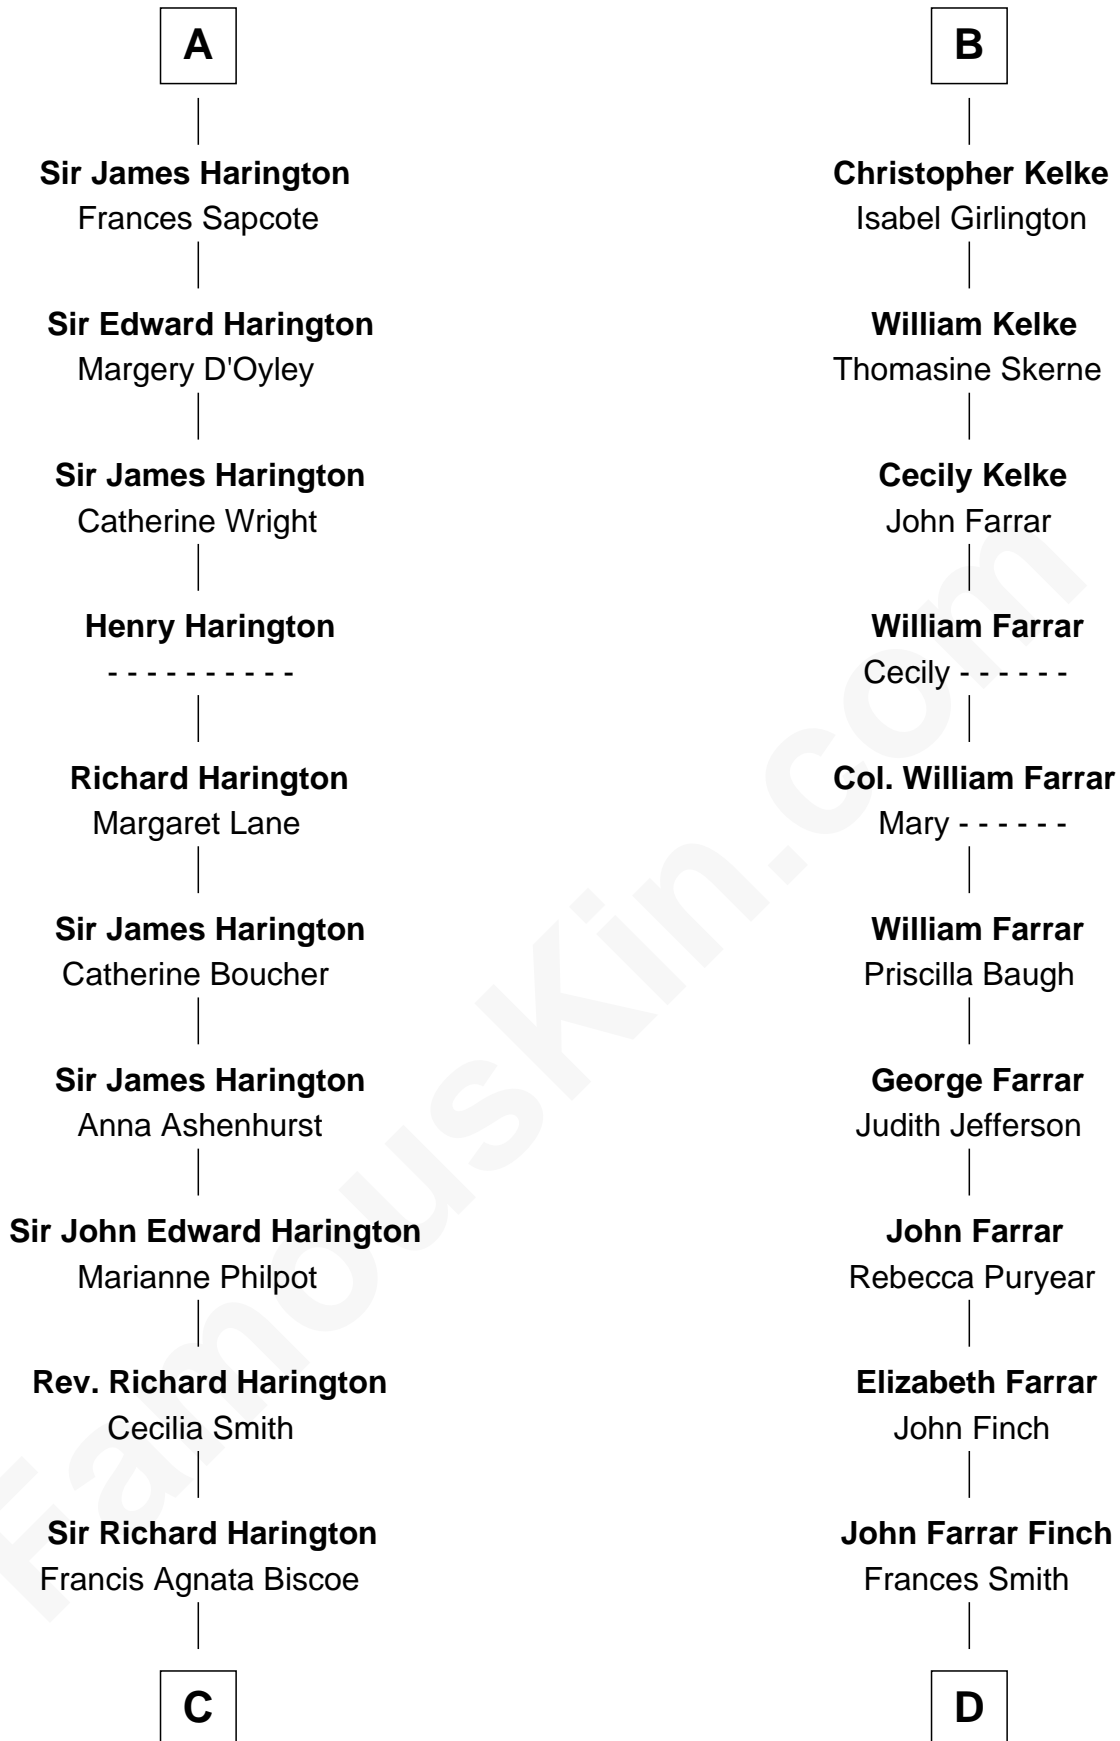 A
Sir James Harington
Frances Sapcote
Sir Edward Harington
Margery D'Oyley
Sir James Harington
Catherine Wright
Henry Harington
- - - - - - - - - -
Richard Harington
Margaret Lane
Sir James Harington
Catherine Boucher
Sir James Harington
Anna Ashenhurst
Sir John Edward Harington
Marianne Philpot
Rev. Richard Harington
Cecilia Smith
Sir Richard Harington
Francis Agnata Biscoe
C
B
Christopher Kelke
Isabel Girlington
William Kelke
Thomasine Skerne
Cecily Kelke
John Farrar
William Farrar
Cecily - - - - - -
Col. William Farrar
Mary - - - - - -
William Farrar
Priscilla Baugh
George Farrar
Judith Jefferson
John Farrar
Rebecca Puryear
Elizabeth Farrar
John Finch
John Farrar Finch
Frances Smith
D
FamousKin.com